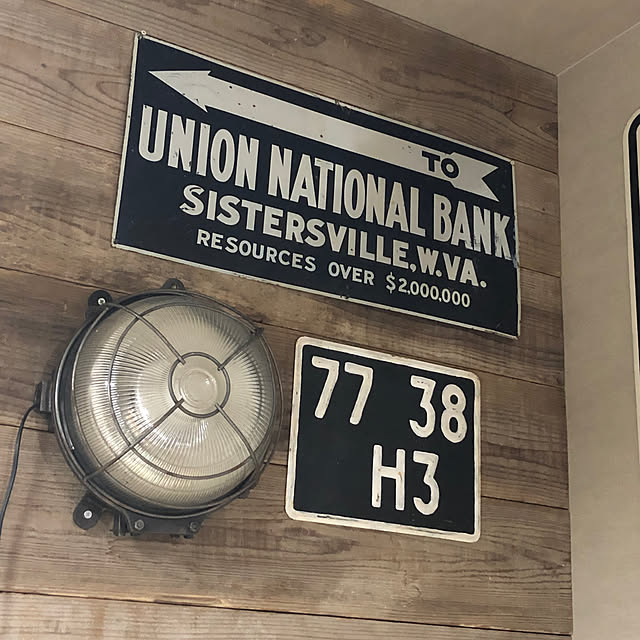 TO
UNION NATIONAL BANK
SISTERSVILLE, W.VA.
RESOURCES OVER $2,000,000
77 38
H3